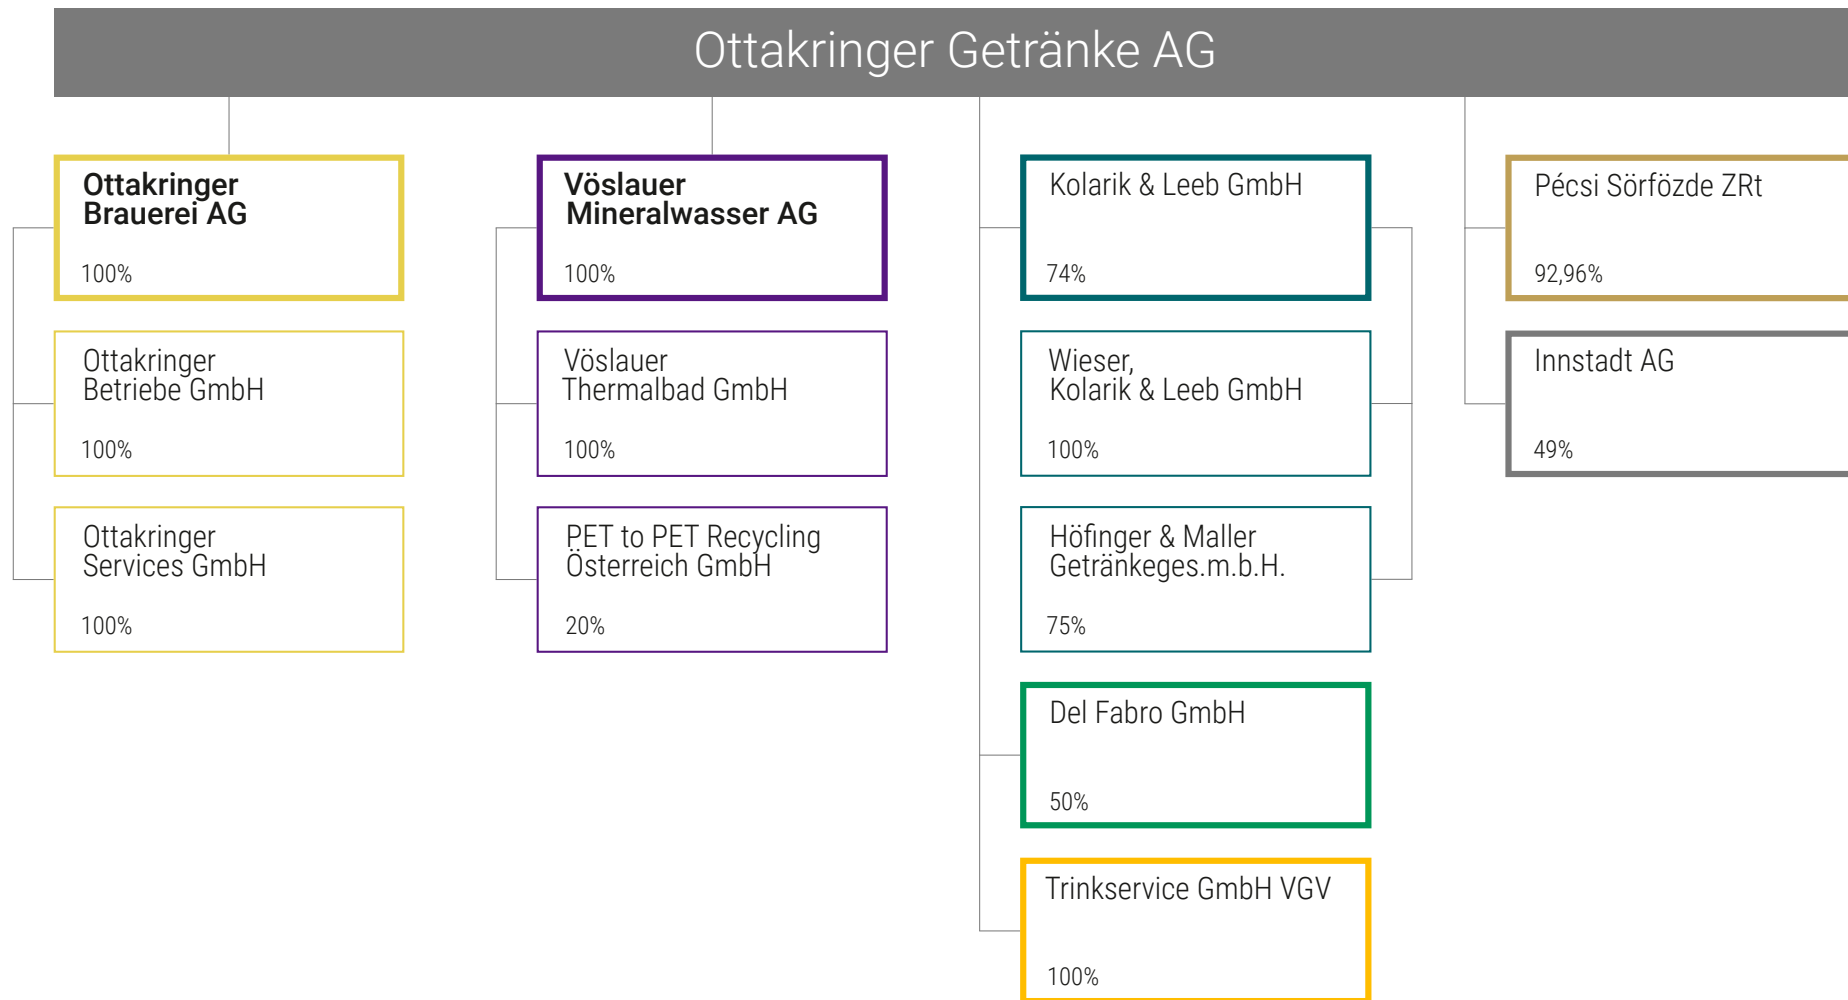 Ottakringer Getränke AG
Ottakringer
Brauerei AG
100%
Ottakringer
Betriebe GmbH
100%
Ottakringer
Services GmbH
100%
Vöslauer
Mineralwasser AG
100%
Vöslauer
Thermalbad GmbH
100%
PET to PET Recycling
Österreich GmbH
20%
Kolarik & Leeb GmbH
74%
Wieser,
Kolarik & Leeb GmbH
100%
Höfinger & Maller
Getränkeges.m.b.H.
75%
Del Fabro GmbH
50%
Trinkservice GmbH VGV
100%
Pécsi Sörfözde ZRt
92,96%
Innstadt AG
49%